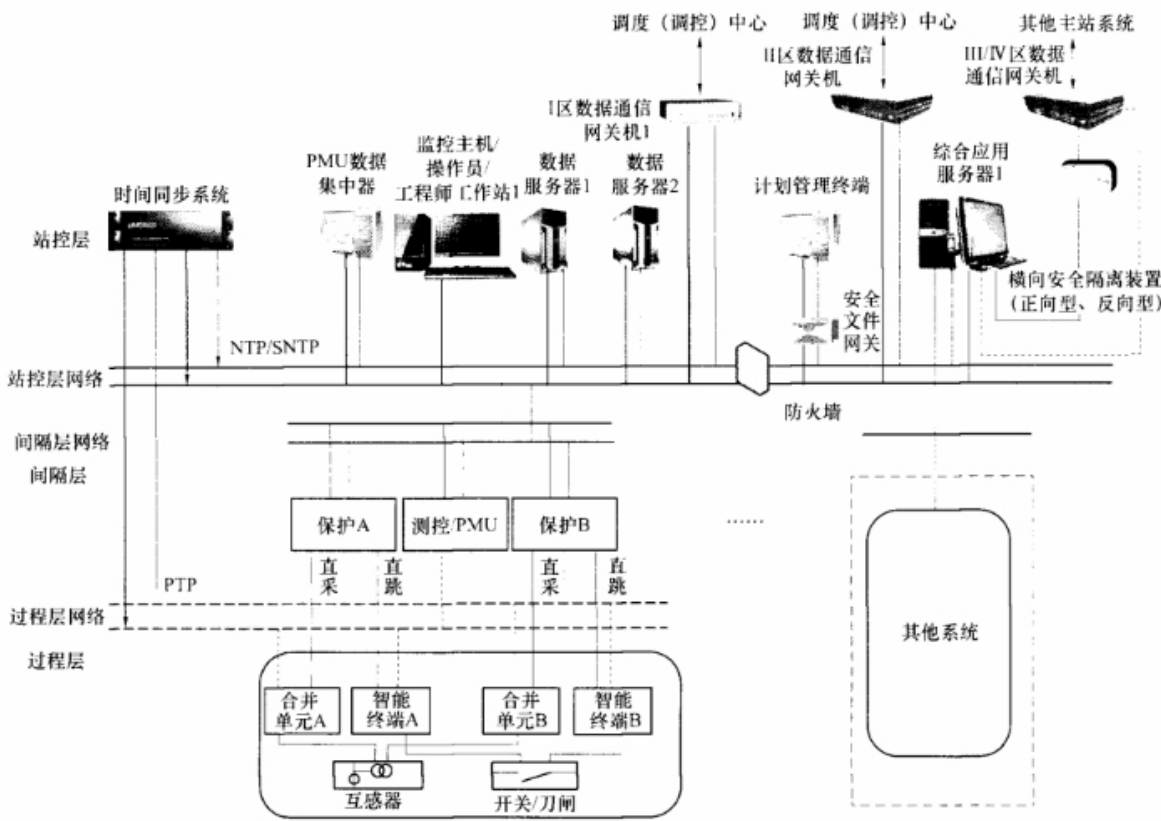 调度（调控）中心
调度（调控）中心
其他主站系统
II区数据通信
网关机
III/IV区数据
通信网关机
I区数据通信
网关机1
监控主机/
操作员/
工程师工作站1
PMU数据
集中器
数据
服务器1
数据
服务器2
综合应用
服务器1
时间同步系统
计划管理终端
站控层
横向安全隔离装置
（正向型、反向型）
安全
文件
网关
NTP/SNTP
站控层网络
防火墙
间隔层网络
间隔层
保护A
测控/PMU
保护B
……
直采
直跳
直采
直跳
PTP
过程层网络
过程层
其他系统
合并
单元A
智能
终端A
合并
单元B
智能
终端B
互感器
开关/刀闸